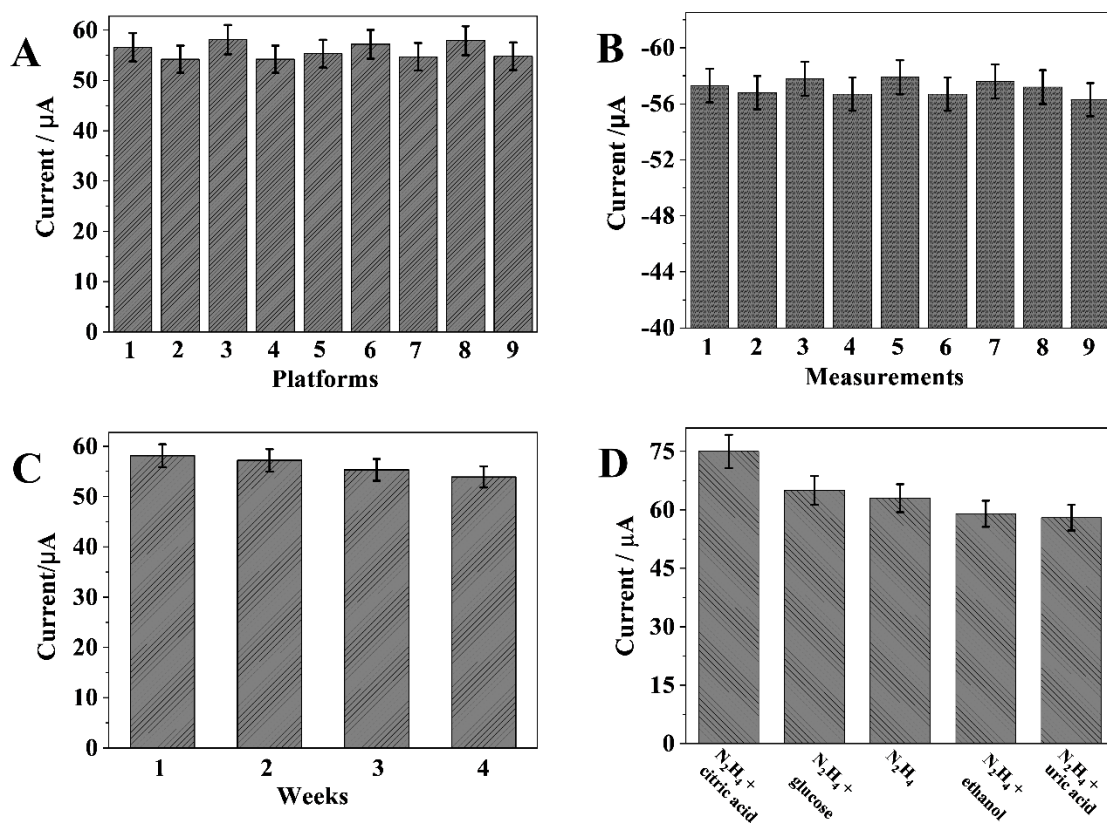 A
Current / µA
60
50
40
30
20
10
0
1 2 3 4 5 6 7 8 9
Platforms
B
Current /µA
-60
-56
-52
-48
-44
-40
1 2 3 4 5 6 7 8 9
Measurements
C
Current/µA
60
50
40
30
20
10
0
1 2 3 4
Weeks
D
Current / µA
75
60
45
30
15
0
N₂H₄ +
citric acid
N₂H₄ +
glucose
N₂H₄
N₂H₄ +
ethanol
N₂H₄ +
uric acid